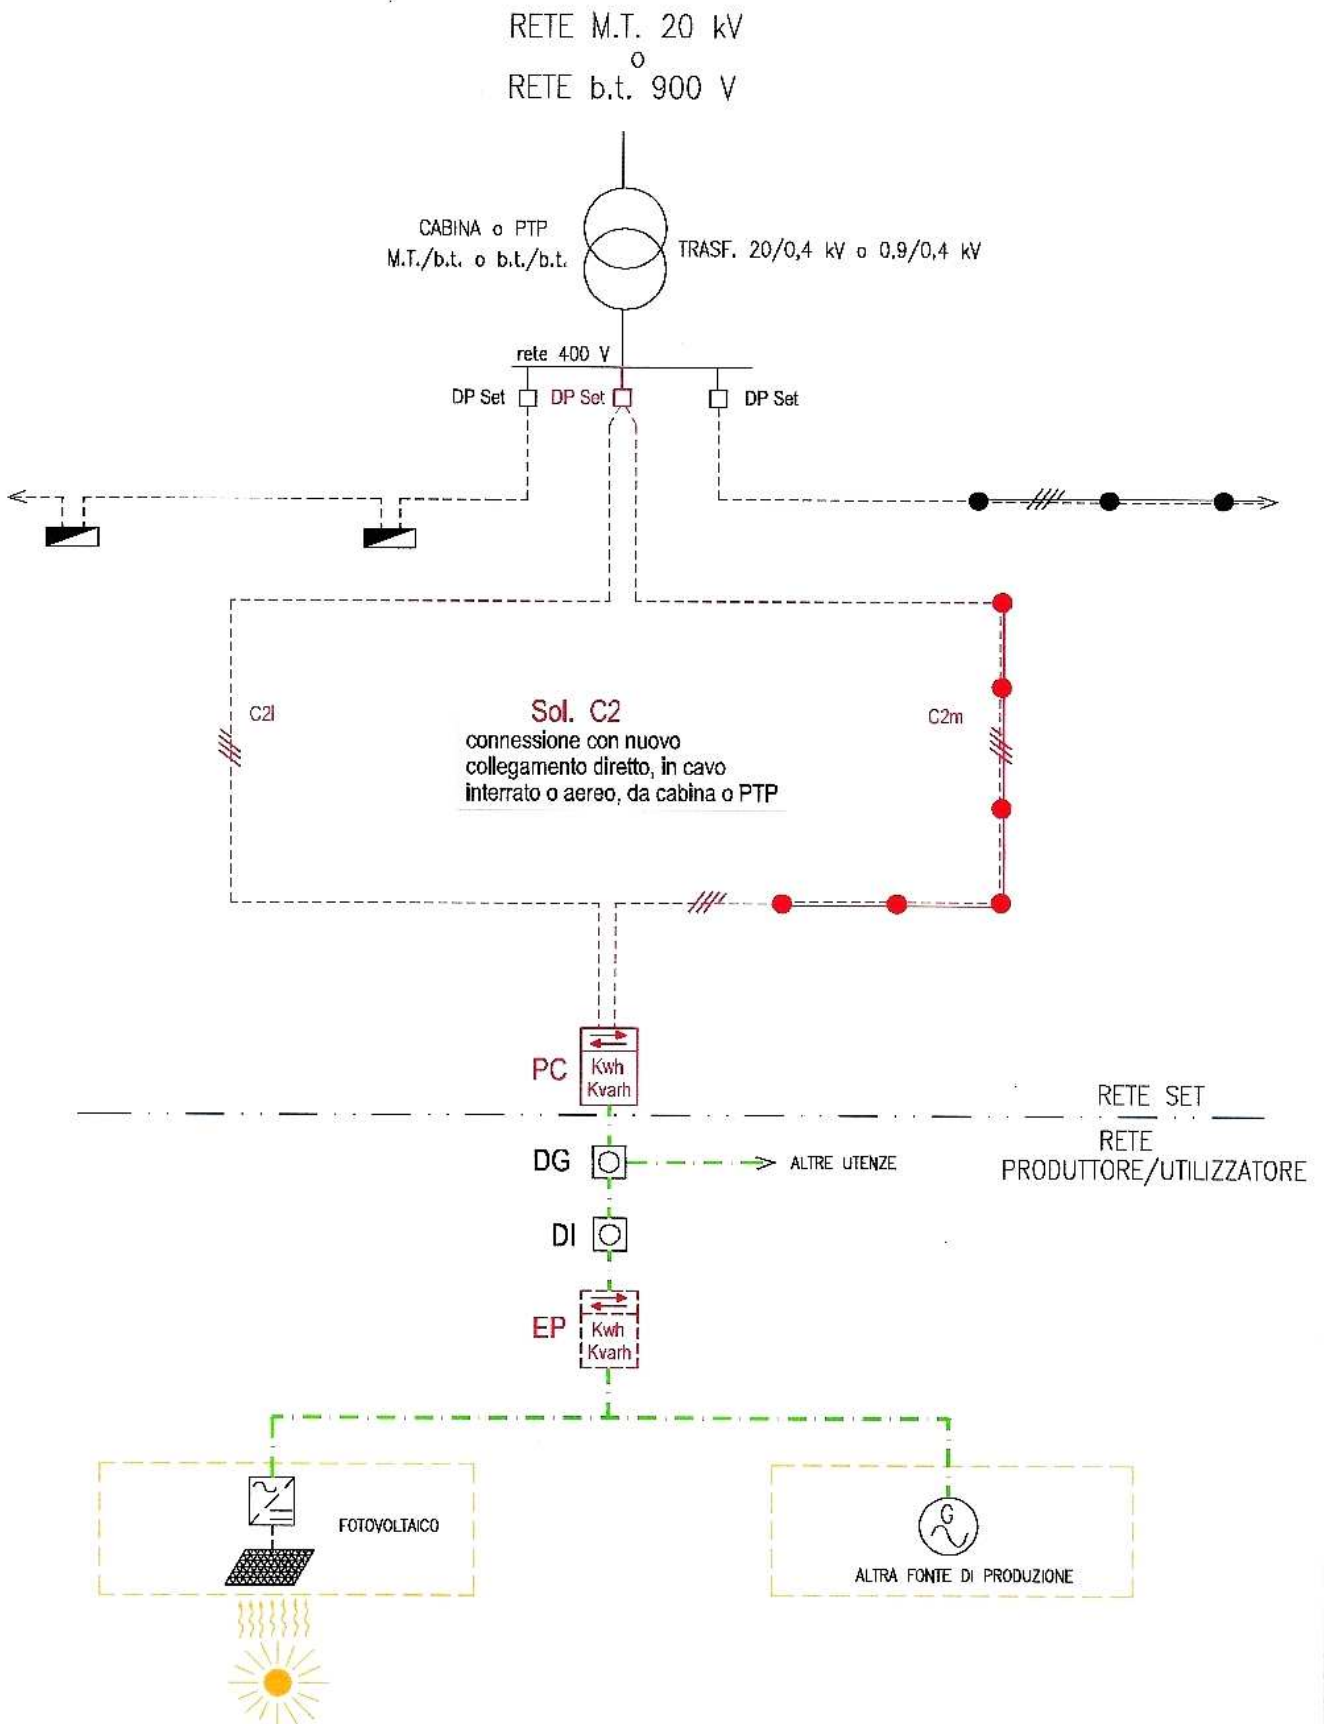 RETE M.T. 20 kV
o
RETE b.t. 900 V
CABINA o PTP
M.T./b.t. o b.t./b.t.
TRASF. 20/0,4 kV o 0.9/0.4 kV
rete 400 V
DP Set
DP Set
DP Set
C2l
Sol. C2
connessione con nuovo
collegamento diretto, in cavo
interrato o aereo, da cabina o PTP
C2m
PC
Kwh
Kvarh
RETE SET
RETE
PRODUTTORE/UTILIZZATORE
DG
ALTRE UTENZE
DI
EP
Kwh
Kvarh
FOTOVOLTAICO
G
ALTRA FONTE DI PRODUZIONE